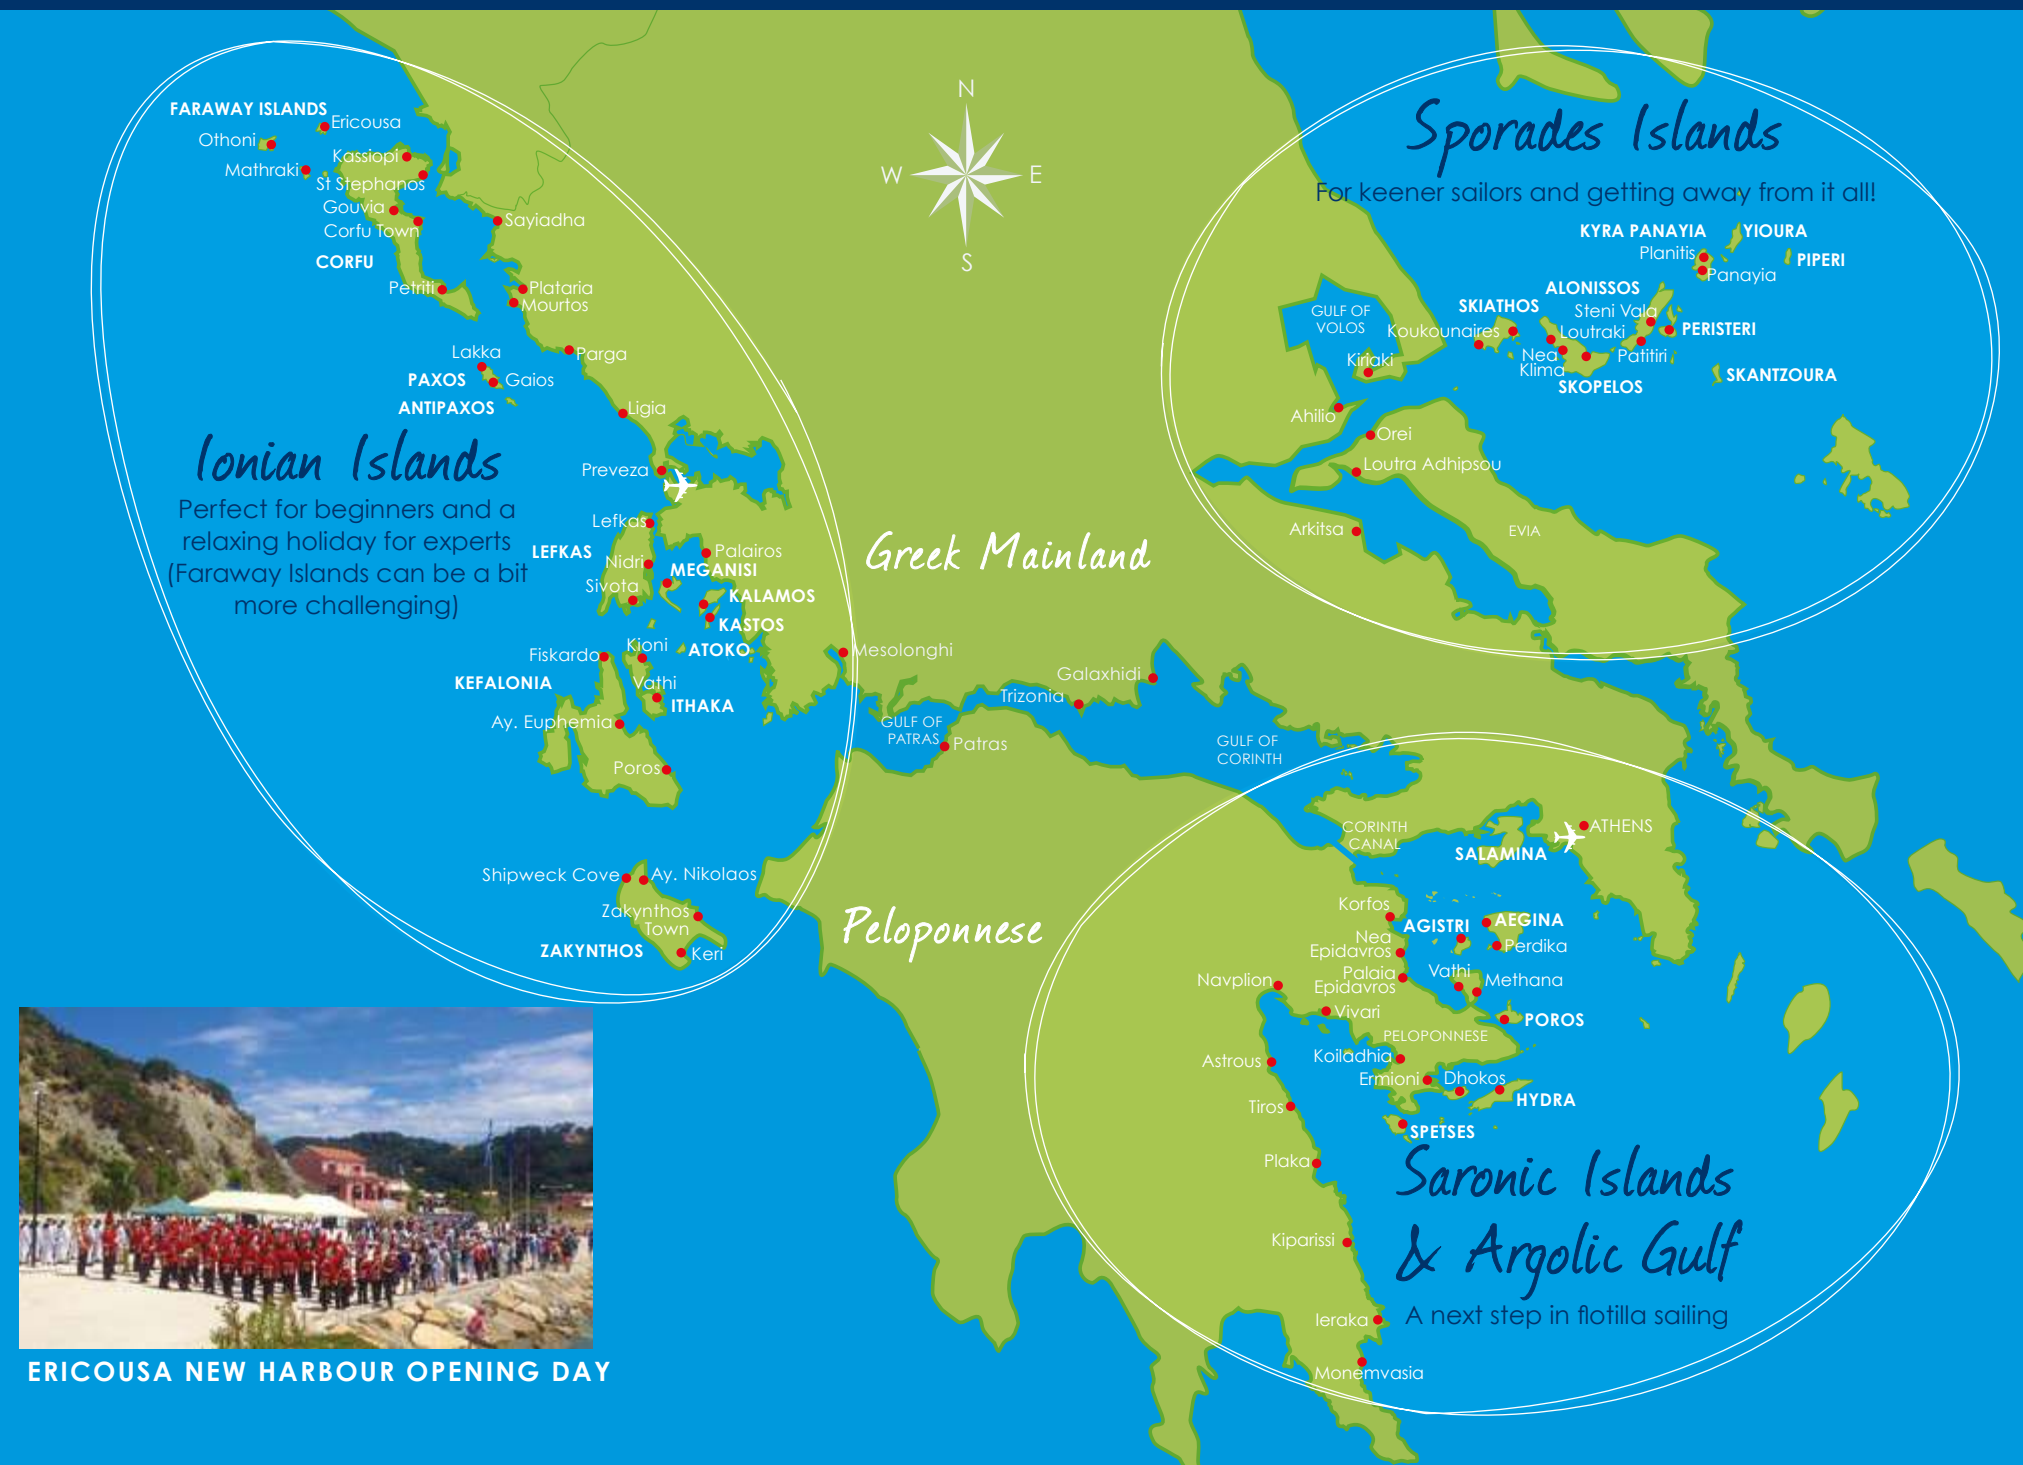 FARAWAY ISLANDS
Ericousa
Othoni
Mathraki
Kassiopi
St Stephanos
Gouvia
Corfu Town
Sayiadha
CORFU
Petriti
Plataria
Mourtos
Lakka
Parga
PAXOS
Gaios
ANTIPAXOS
Ligia
Ionian Islands
Perfect for beginners and a
relaxing holiday for experts
(Faraway Islands can be a bit
more challenging)
Preveza
Lefkas
LEFKAS
Palairos
Nidri
MEGANISI
Sivota
KALAMOS
KASTOS
Kioni
ATOKO
Fiskardo
KEFALONIA
Vathi
ITHAKA
Ay. Euphemia
Poros
Shipweck Cove
Ay. Nikolaos
Zakynthos
Town
ZAKYNTHOS
Keri
N
W
E
S
Greek Mainland
Mesolonghi
Galaxhidi
Trizonia
GULF OF
PATRAS
Patras
GULF OF
CORINTH
Peloponnese
Sporades Islands
For keener sailors and getting away from it all!
KYRA PANAYIA
YIOURA
Planitis
PIPERI
Panayia
ALONISSOS
SKIATHOS
Steni Vala
GULF OF
VOLOS
Koukounaires
Loutraki
PERISTERI
Kiriaki
Nea
Klima
Patitiri
SKOPELOS
SKANTZOURA
Ahilio
Orei
Loutra Adhipsou
Arkitsa
EVIA
CORINTH
CANAL
ATHENS
SALAMINA
Korfos
AGISTRI
AEGINA
Nea
Epidavros
Perdika
Palaia
Epidavros
Vathi
Methana
Navplion
Vivari
POROS
PELOPONNESE
Koiladhia
Astrous
Ermioni
Dhokos
HYDRA
Tiros
SPETSES
Plaka
Saronic Islands
& Argolic Gulf
A next step in flotilla sailing
Kiparissi
Ieraka
Monemvasia
ERICOUSA NEW HARBOUR OPENING DAY